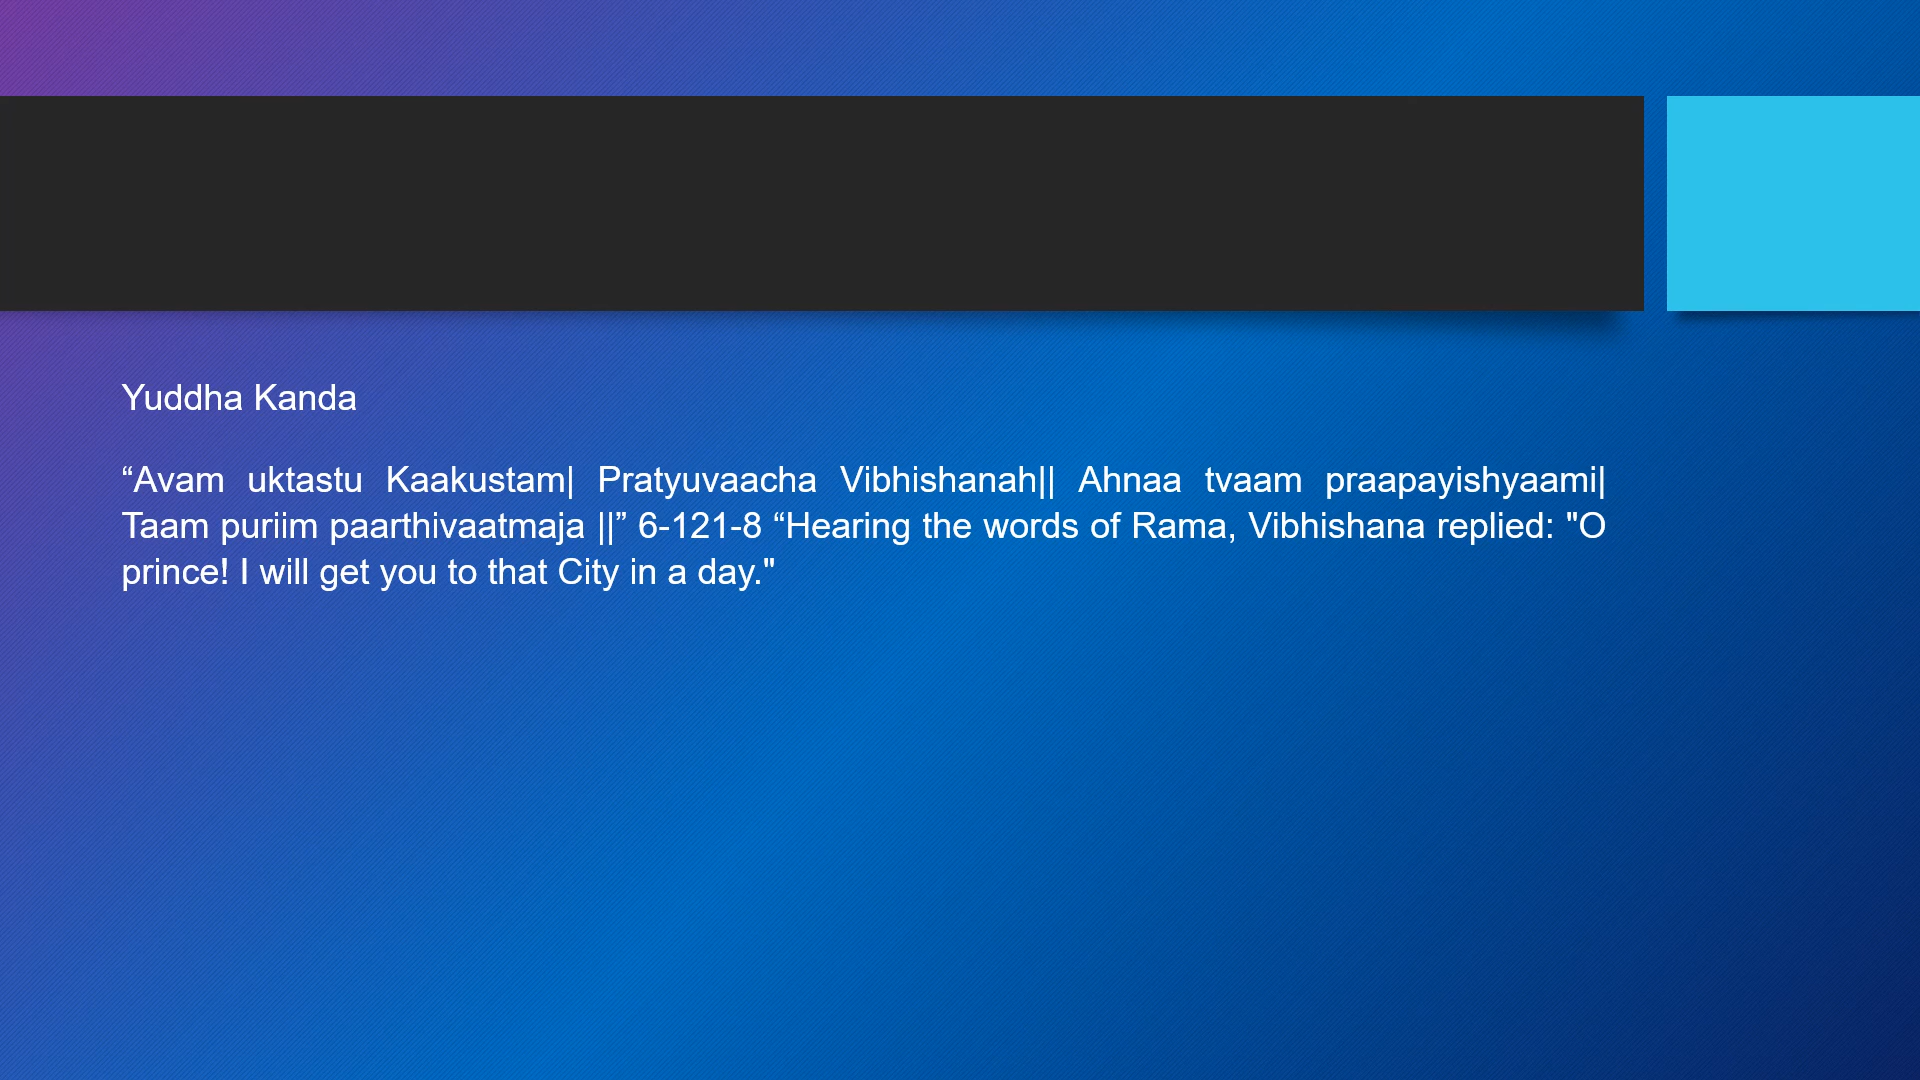 Yuddha Kanda
“Avam uktastu Kaakustam| Pratyuvaacha Vibhishanah|| Ahnaa tvaam praapayishyaami|
Taam puriim paarthivaatmaja ||” 6-121-8 “Hearing the words of Rama, Vibhishana replied: "O
prince! I will get you to that City in a day."